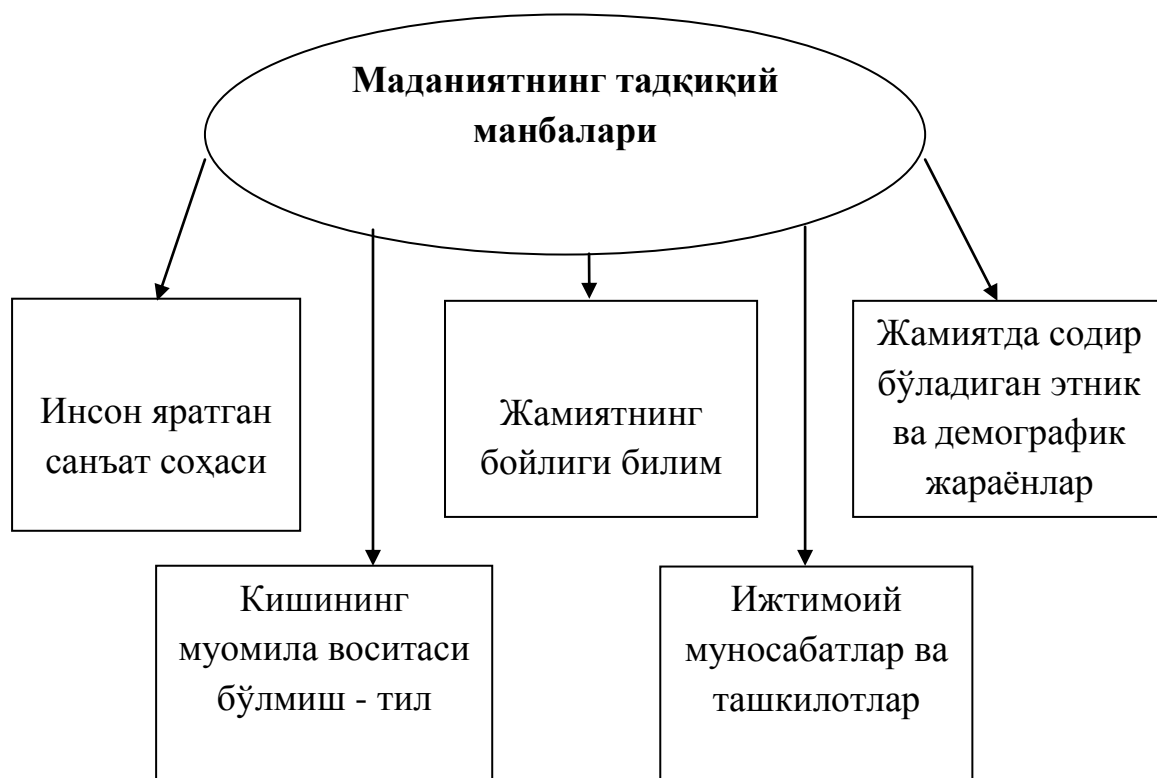 Маданиятнинг тадқиқий
манбалари
Инсон яратган
санъат соҳаси
Жамиятнинг
бойлиги билим
Жамиятда содир
бўладиган этник
ва демографик
жараёнлар
Кишининг
муомила воситаси
бўлмиш - тил
Ижтимоий
муносабатлар ва
ташкилотлар